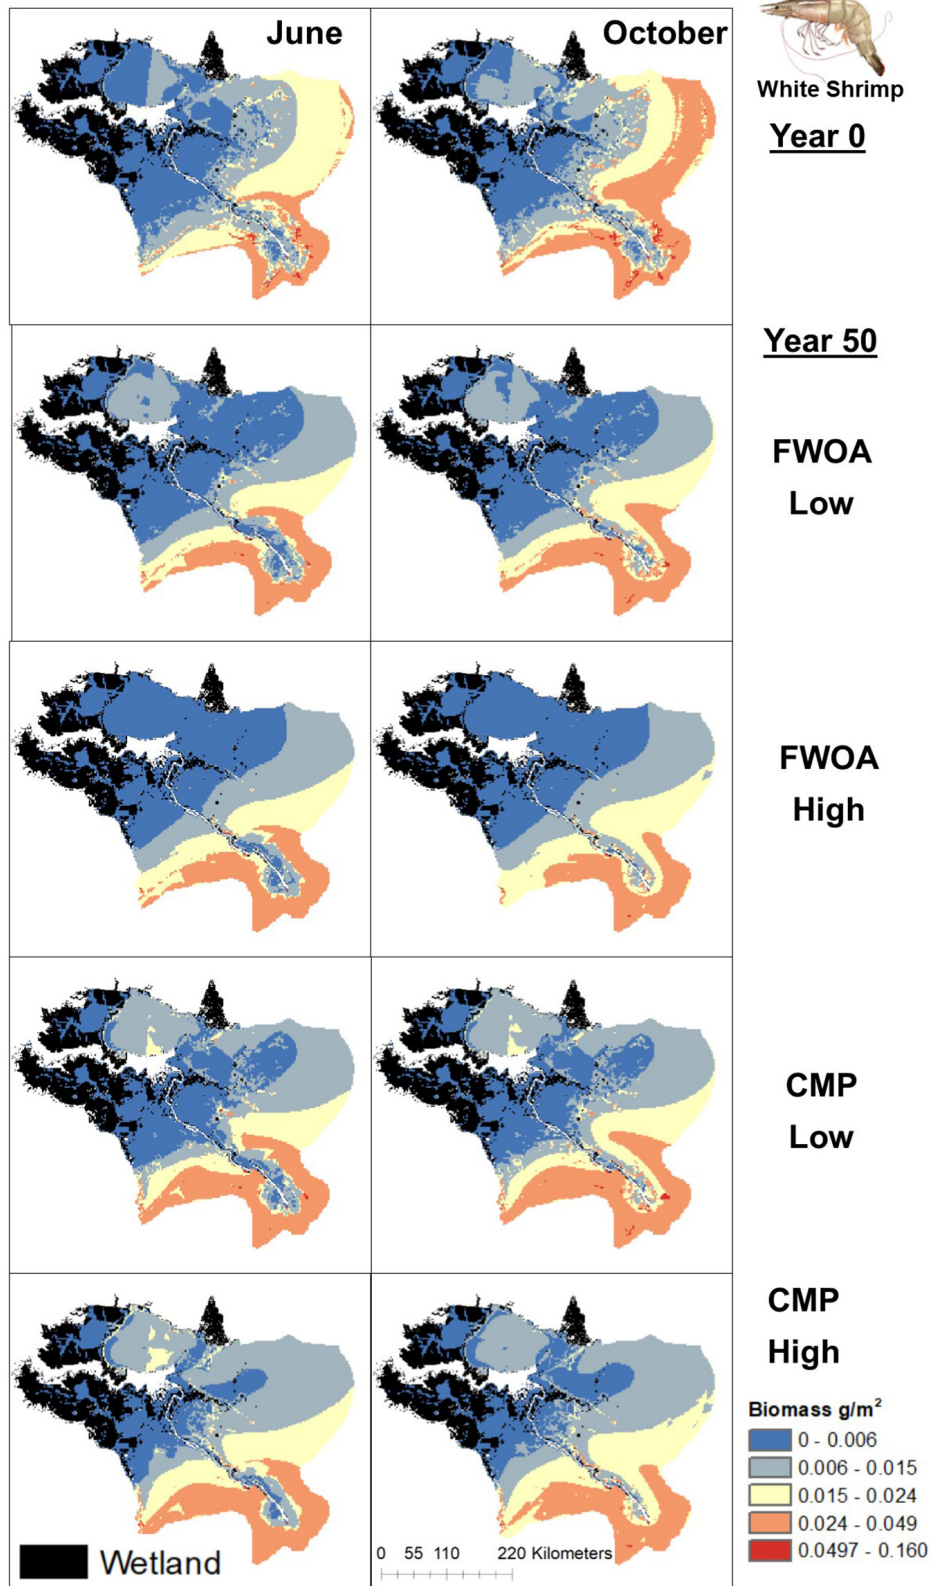 June
October
White Shrimp
Year 0
Year 50
FWOA
Low
FWOA
High
CMP
Low
CMP
High
Biomass g/m²
0 - 0.006
0.006 - 0.015
0.015 - 0.024
0.024 - 0.049
0.0497 - 0.160
Wetland
0 55 110 220 Kilometers